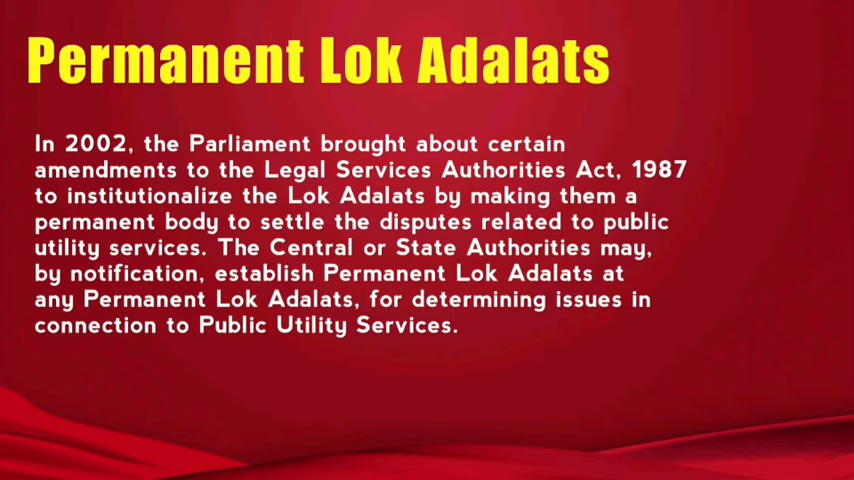 Permanent Lok Adalats
In 2002, the Parliament brought about certain
amendments to the Legal Services Authorities Act, 1987
to institutionalize the Lok Adalats by making them a
permanent body to settle the disputes related to public
utility services. The Central or State Authorities may,
by notification, establish Permanent Lok Adalats at
any Permanent Lok Adalats, for determining issues in
connection to Public Utility Services.